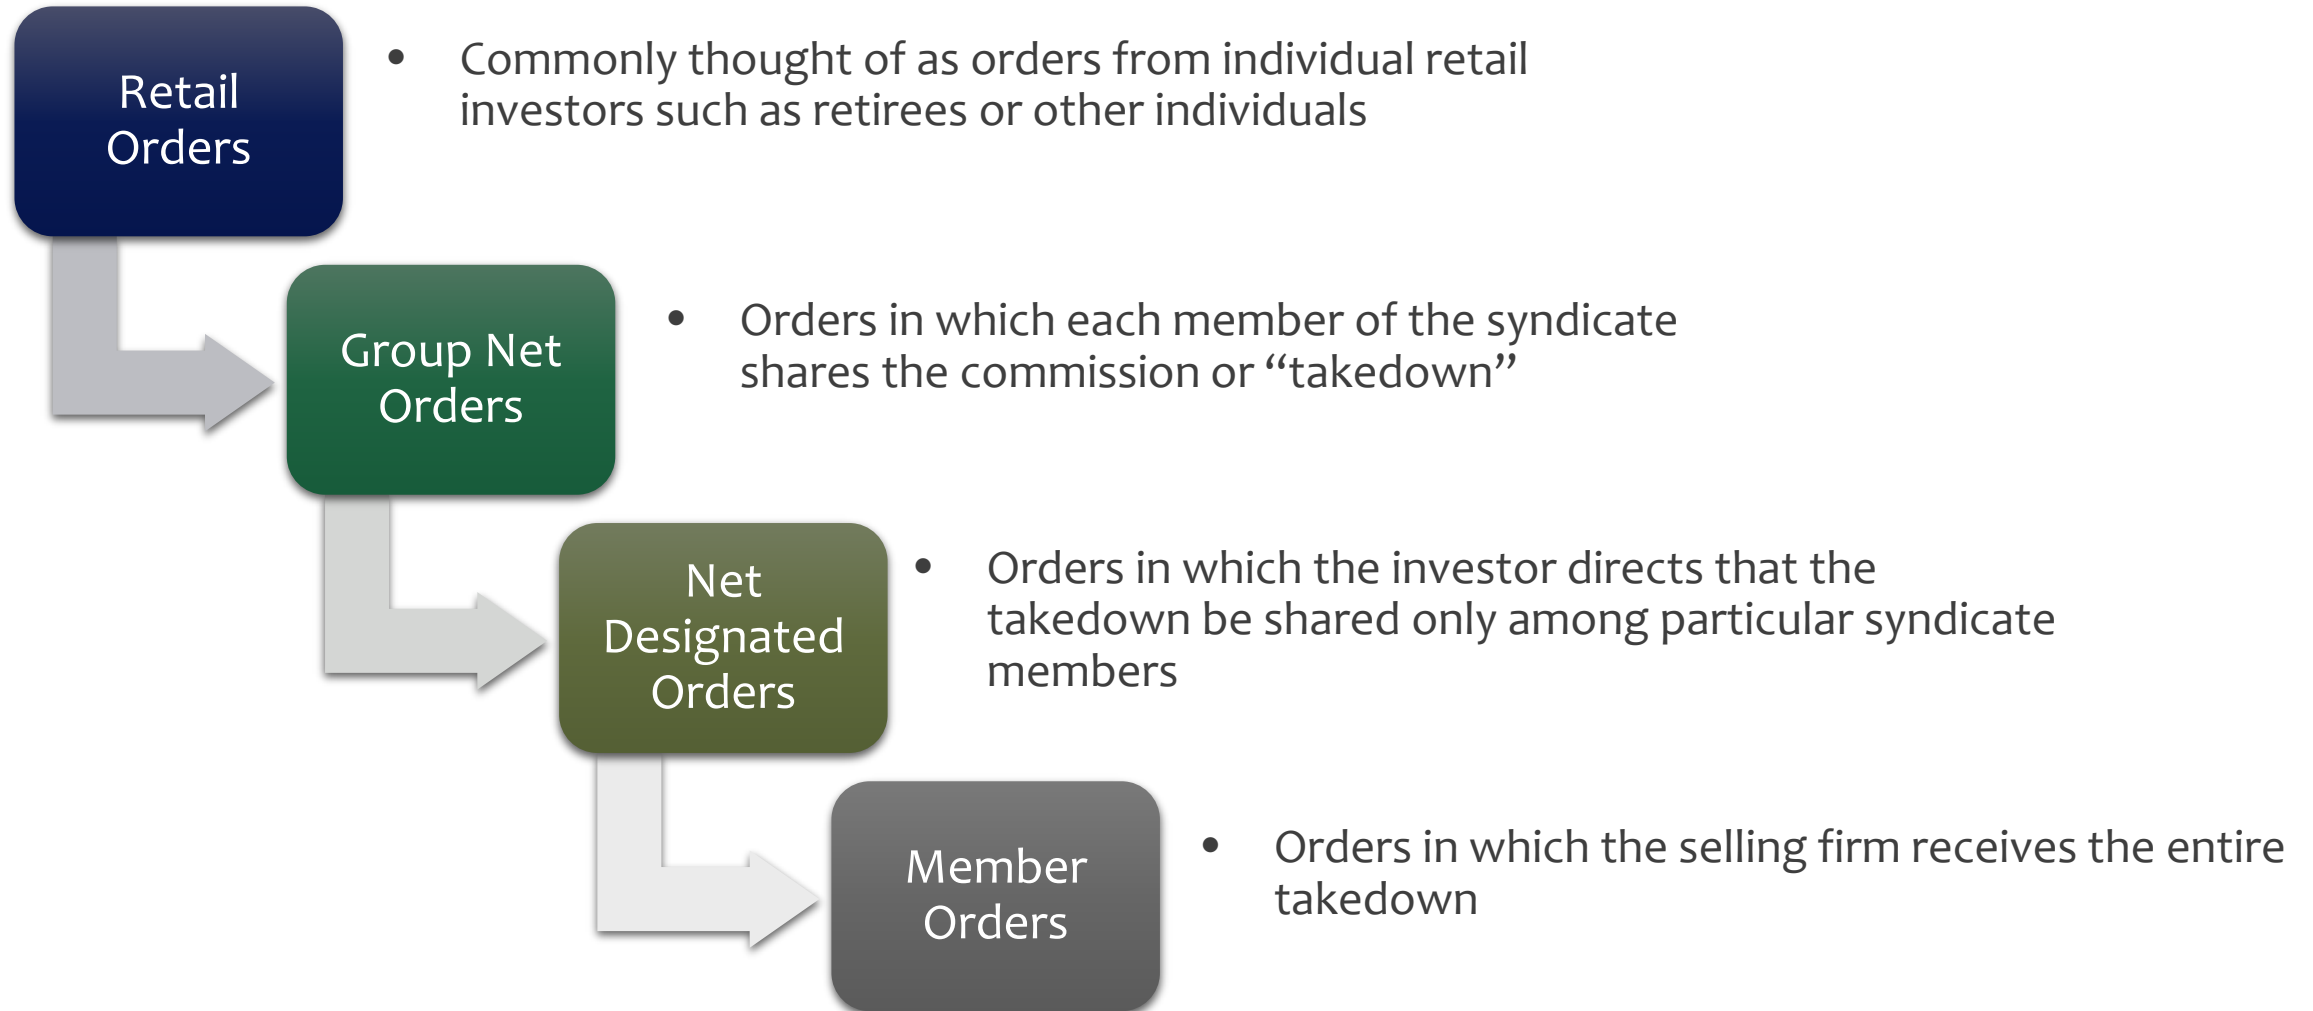 Retail
Orders
• Commonly thought of as orders from individual retail
investors such as retirees or other individuals
Group Net
Orders
• Orders in which each member of the syndicate
shares the commission or “takedown”
Net
Designated
Orders
• Orders in which the investor directs that the
takedown be shared only among particular syndicate
members
Member
Orders
• Orders in which the selling firm receives the entire
takedown